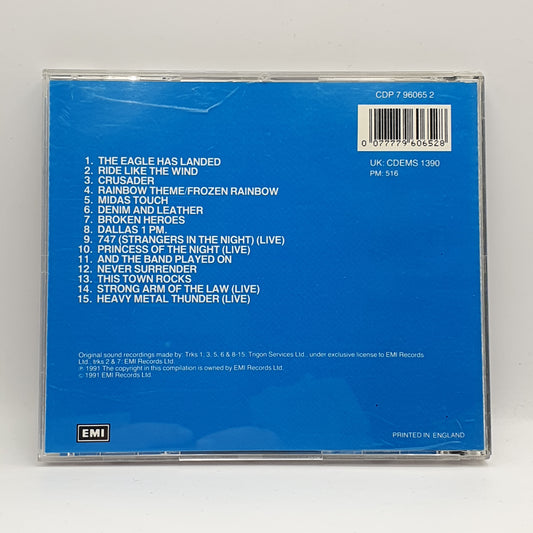 CDP 7 96065 2
0 077779 606528
UK: CDEMS 1390
PM: 516
1. THE EAGLE HAS LANDED
2. RIDE LIKE THE WIND
3. CRUSADER
4. RAINBOW THEME/FROZEN RAINBOW
5. MIDAS TOUCH
6. DENIM AND LEATHER
7. BROKEN HEROES
8. DALLAS 1 PM.
9. 747 (STRANGERS IN THE NIGHT) (LIVE)
10. PRINCESS OF THE NIGHT (LIVE)
11. AND THE BAND PLAYED ON
12. NEVER SURRENDER
13. THIS TOWN ROCKS
14. STRONG ARM OF THE LAW (LIVE)
15. HEAVY METAL THUNDER (LIVE)
Original sound recordings made by: Trks 1, 3, 5, 6 & 8-15: Trigon Services Ltd., under exclusive license to EMI Records
Ltd., trks 2 & 7: EMI Records Ltd.
℗ 1991 The copyright in this compilation is owned by EMI Records Ltd.
© 1991 EMI Records Ltd.
EMI
PRINTED IN ENGLAND